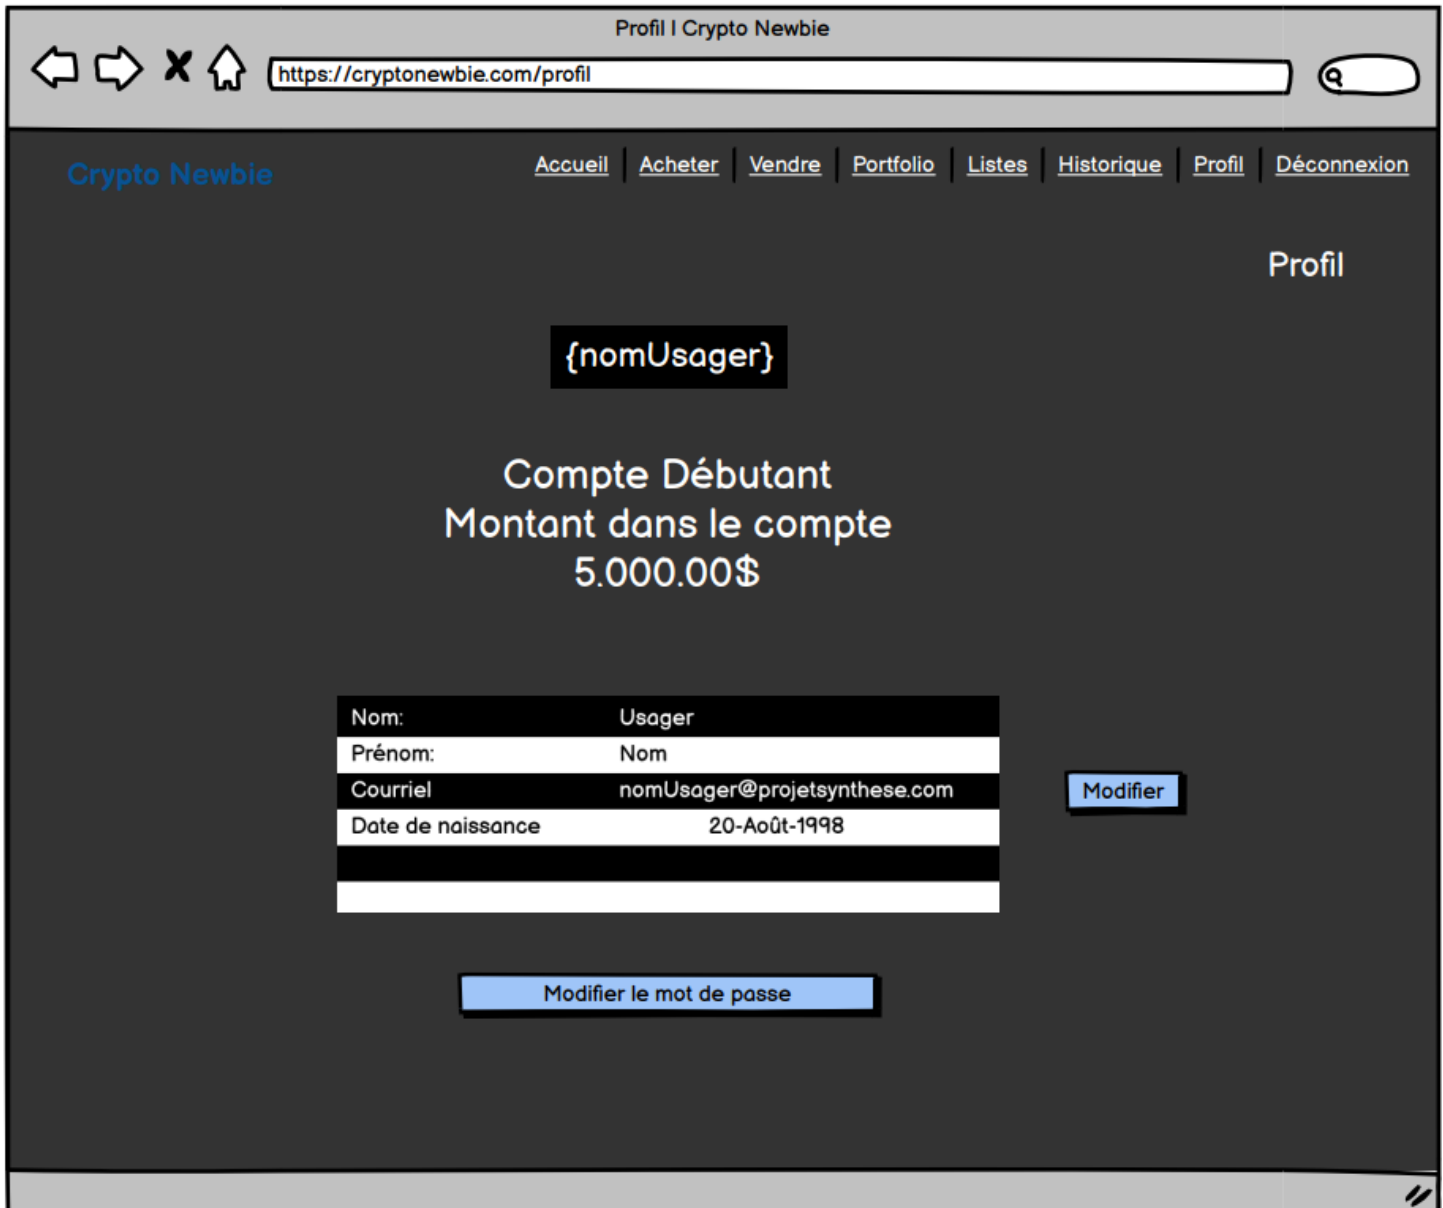 Profil I Crypto Newbie
https://cryptonewbie.com/profil
Crypto Newbie
Accueil Acheter Vendre Portfolio Listes Historique Profil Déconnexion
Profil
{nomUsager}
Compte Débutant
Montant dans le compte
5.000.00$
Nom: Usager
Prénom: Nom
Courriel nomUsager@projetsynthese.com
Modifier
Date de naissance 20-Août-1998
Modifier le mot de passe